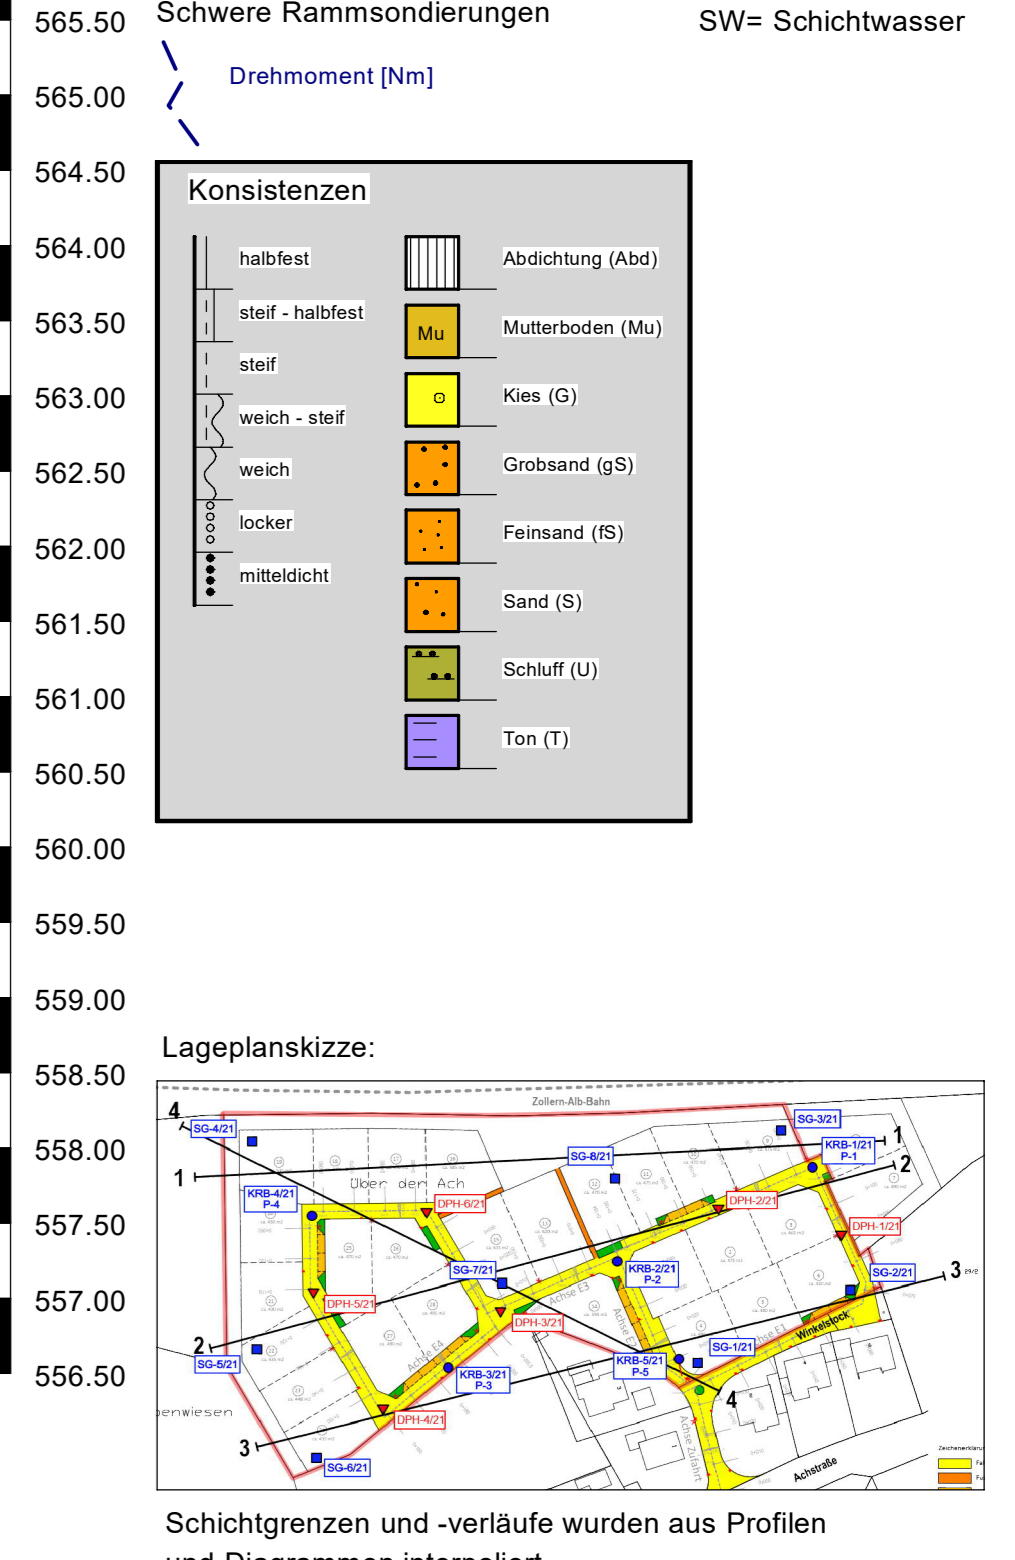 565.50
Schwere Rammsondierungen
SW= Schichtwasser
Drehmoment [Nm]
565.00
564.50
Konsistenzen
564.00
halbfest
Abdichtung (Abd)
563.50
steif - halbfest
Mu
Mutterboden (Mu)
steif
563.00
Kies (G)
weich - steif
562.50
weich
Grobsand (gS)
locker
562.00
Feinsand (fS)
mitteldicht
561.50
Sand (S)
561.00
Schluff (U)
560.50
Ton (T)
560.00
559.50
559.00
Lageplanskizze:
558.50
Zollern-Alb-Bahn
4
SG-4/21
SG-3/21
558.00
1
KRB-1/21
P-1
SG-8/21
2
1
Über der Ach
KRB-4/21
P-4
DPH-6/21
DPH-2/21
557.50
DPH-1/21
SG-7/21
KRB-2/21
P-2
SG-2/21
3
29/2
557.00
DPH-5/21
Achse E3
DPH-3/21
Achse E1
Winkelstock
2
SG-5/21
Achse E4
SG-1/21
KRB-5/21
P-5
556.50
KRB-3/21
P-3
4
DPH-4/21
3
SG-6/21
Achse Zufahrt
Achstraße
Schichtgrenzen und -verläufe wurden aus Profilen
und Diagrammen interpoliert